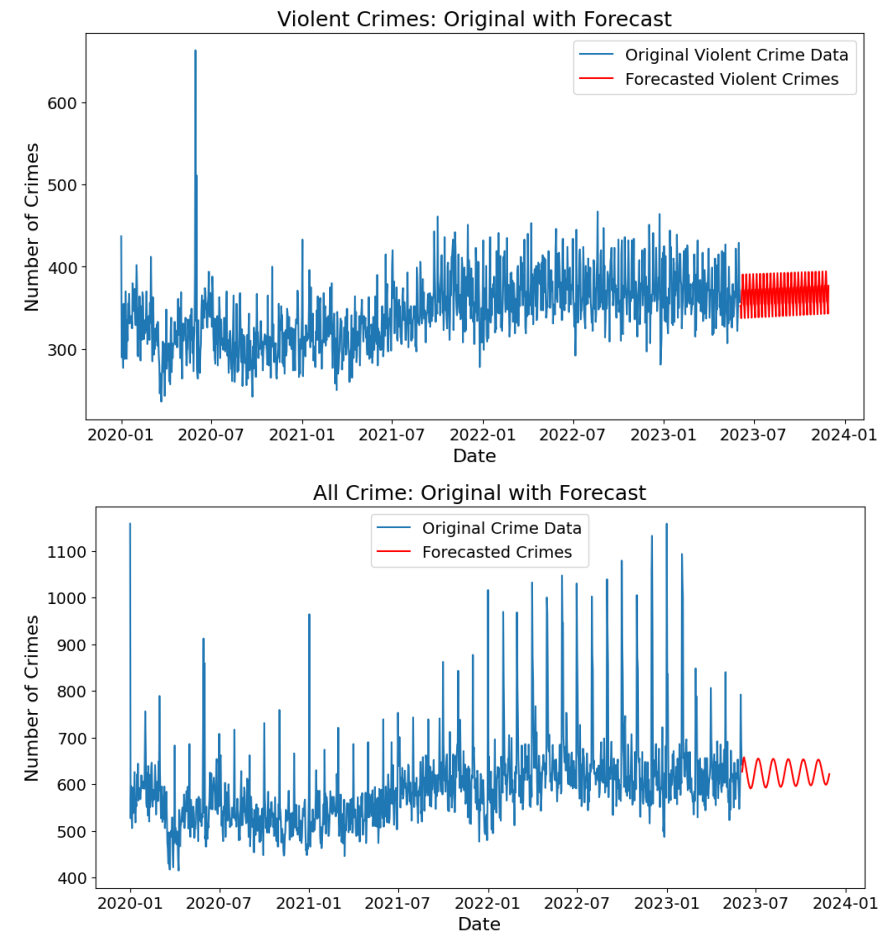 Violent Crimes: Original with Forecast
Original Violent Crime Data
Forecasted Violent Crimes
600
500
400
300
Number of Crimes
2020-01 2020-07 2021-01 2021-07 2022-01 2022-07 2023-01 2023-07 2024-01
Date
All Crime: Original with Forecast
Original Crime Data
Forecasted Crimes
1100
1000
900
800
700
600
500
400
Number of Crimes
2020-01 2020-07 2021-01 2021-07 2022-01 2022-07 2023-01 2023-07 2024-01
Date